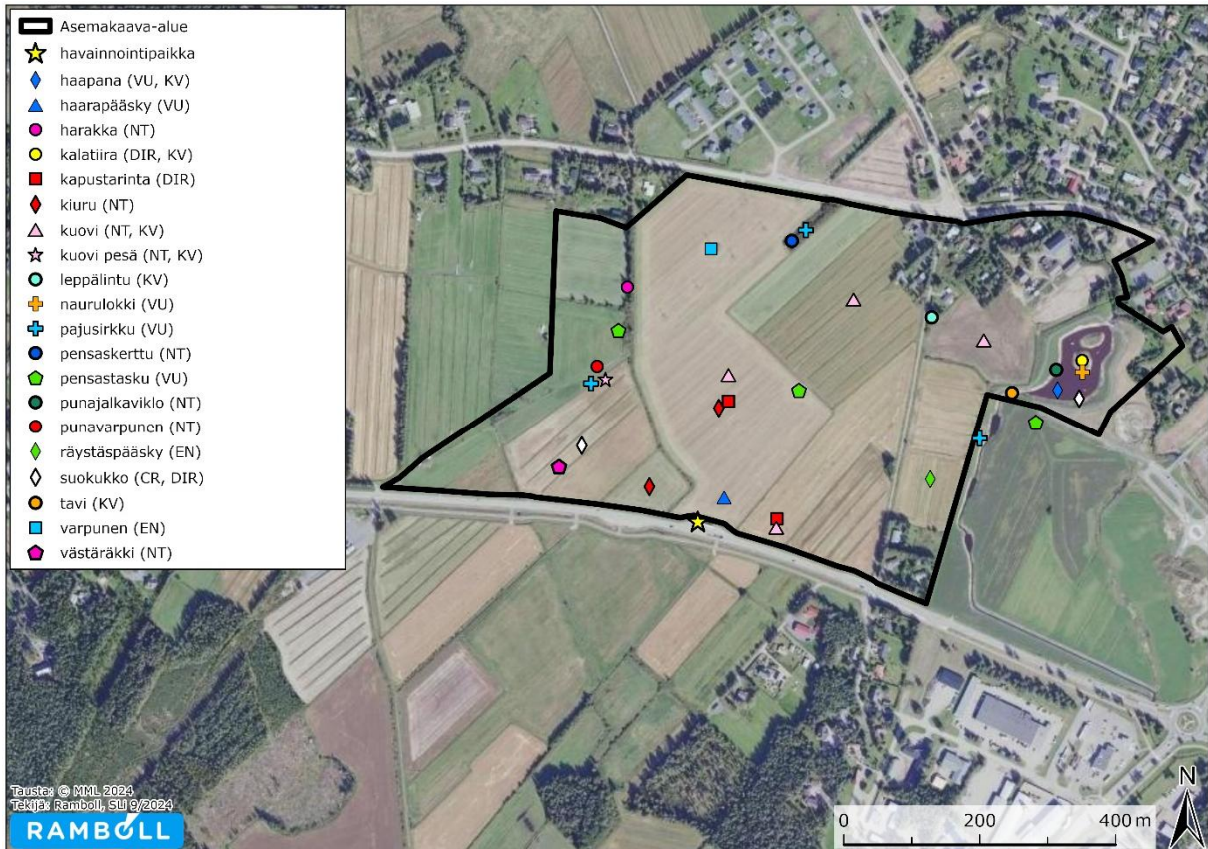 Asemakaava-alue
havainnointipaikka
haapana (VU, KV)
haarapääsky (VU)
harakka (NT)
kalatiira (DIR, KV)
kapustarinta (DIR)
kiuru (NT)
kuovi (NT, KV)
kuovi pesä (NT, KV)
leppälintu (KV)
naurulokki (VU)
pajusirkku (VU)
pensaskerttu (NT)
pensastasku (VU)
punajalkaviklo (NT)
punavarpunen (NT)
räystäspääsky (EN)
suokukko (CR, DIR)
tavi (KV)
varpunen (EN)
västäräkki (NT)
Tausta: © MML 2024
Tekijä: Ramboll, SLI 9/2024
RAMBOLL
0 200 400 m
N